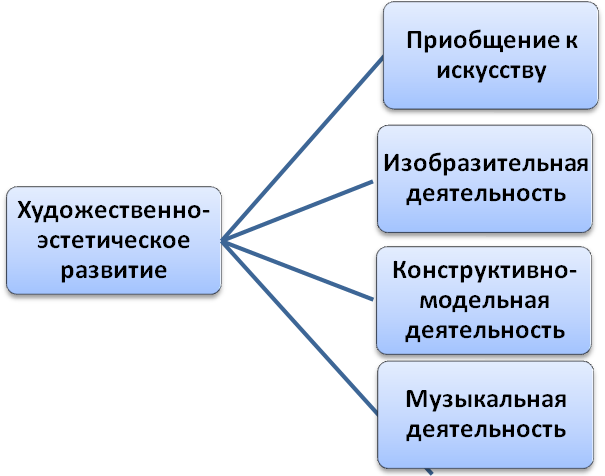 Художественно-
эстетическое
развитие
Приобщение к
искусству
Изобразительная
деятельность
Конструктивно-
модельная
деятельность
Музыкальная
деятельность